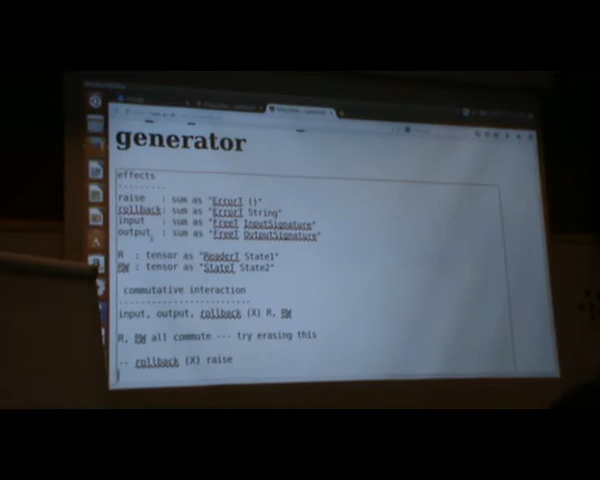 generator
effects
---------
raise : sum as "ErrorT ()"
rollback: sum as "ErrorT String"
input : sum as "FreeT InputSignature"
output : sum as "FreeT OutputSignature"
R : tensor as "ReaderT State1"
RW : tensor as "StateT State2"
commutative interaction
-------------------------
input, output, rollback (X) R, RW
R, RW all commute --- try erasing this
-- rollback (X) raise